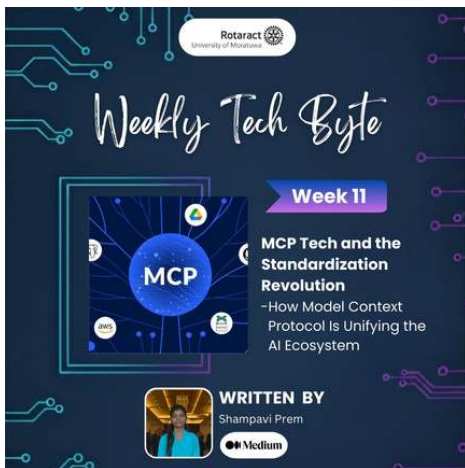 Rotaract
University of Moratuwa
Weekly Tech Byte
Week 11
MCP
aws
MCP Tech and the
Standardization
Revolution
-How Model Context
Protocol Is Unifying the
AI Ecosystem
WRITTEN BY
Shampavi Prem
Medium